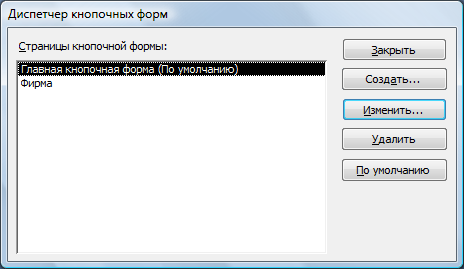 Диспетчер кнопочных форм
Страницы кнопочной формы:
Главная кнопочная форма (По умолчанию)
Фирма
Закрыть
Создать...
Изменить...
Удалить
По умолчанию